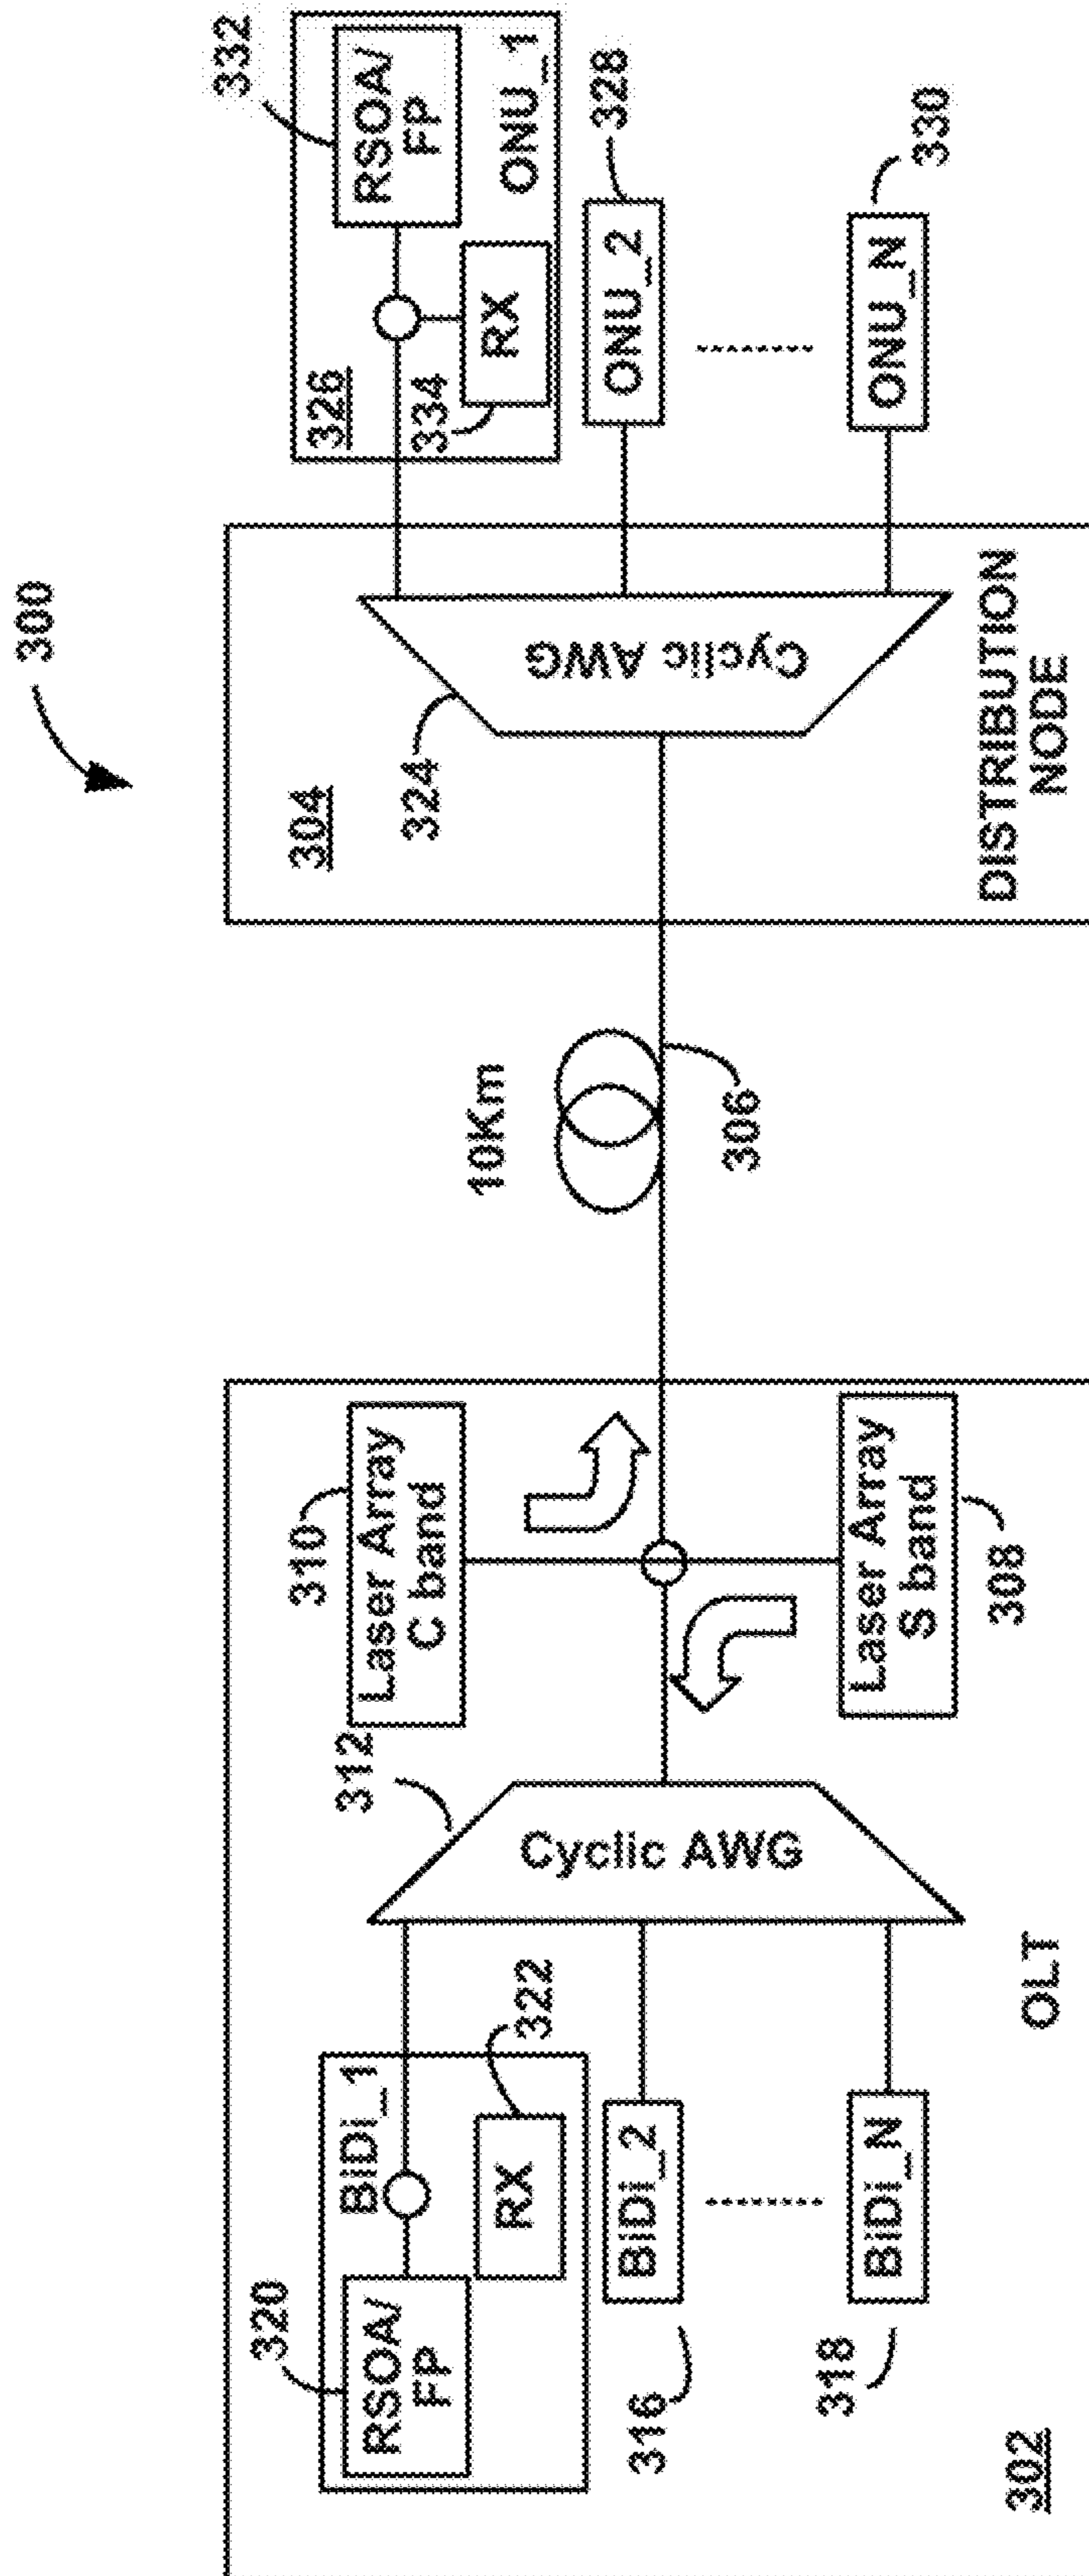 300
302
OLT
320
RSOA/
FP
BiDi_1
RX
322
316
BiDi_2
318
BiDi_N
312
Cyclic AWG
310
Laser Array
C band
Laser Array
S band
308
10Km
306
304
324
Cyclic AWG
DISTRIBUTION
NODE
326
332
RSOA/
FP
334
RX
ONU_1
ONU_2
328
ONU_N
330